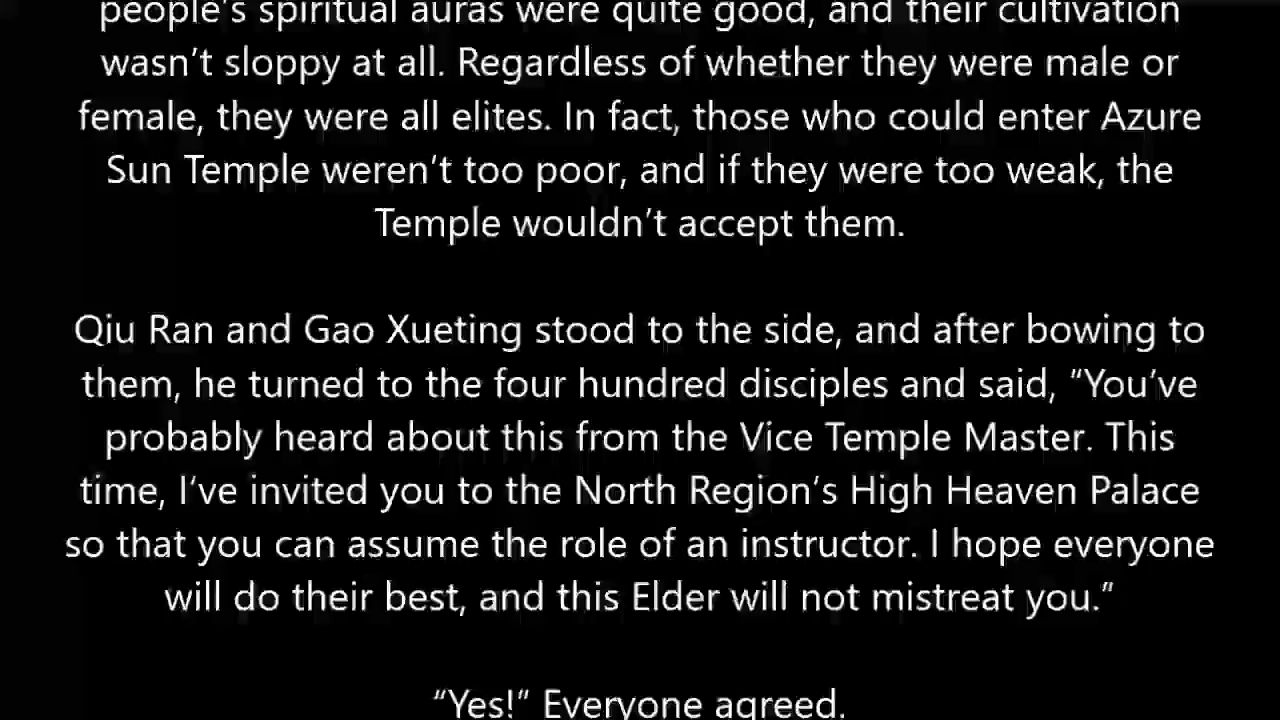 people’s spiritual auras were quite good, and their cultivation
wasn’t sloppy at all. Regardless of whether they were male or
female, they were all elites. In fact, those who could enter Azure
Sun Temple weren’t too poor, and if they were too weak, the
Temple wouldn’t accept them.
Qiu Ran and Gao Xueting stood to the side, and after bowing to
them, he turned to the four hundred disciples and said, “You’ve
probably heard about this from the Vice Temple Master. This
time, I’ve invited you to the North Region’s High Heaven Palace
so that you can assume the role of an instructor. I hope everyone
will do their best, and this Elder will not mistreat you.”
“Yes!” Everyone agreed.